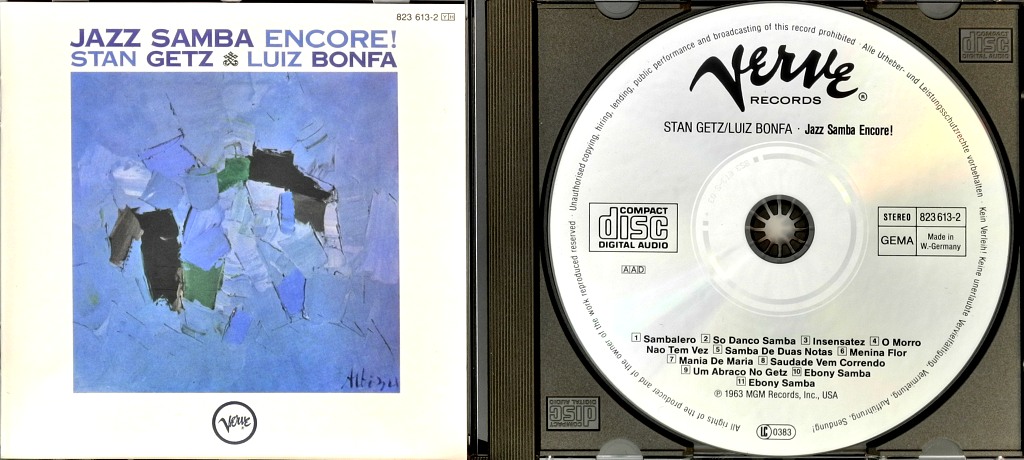 823 613-2 Y H
JAZZ SAMBA ENCORE!
STAN GETZ LUIZ BONFA
Verve
COMPACT
disc
DIGITAL AUDIO
Unauthorised copying, hiring, lending, public performance and broadcasting of this record prohibited · Alle Urheber- und Leistungsschutzrechte vorbehalten · Kein Verleih! Keine unerlaubte Vervielfältigung, Vermietung, Aufführung, Sendung!
All rights of the producer and of the owner of the work reproduced reserved ·
VERVE ®
RECORDS
STAN GETZ/LUIZ BONFA · Jazz Samba Encore!
COMPACT
disc
DIGITAL AUDIO
AAD
STEREO 823 613-2
GEMA Made in
W.-Germany
1 Sambalero 2 So Danco Samba 3 Insensatez 4 O Morro
Nao Tem Vez 5 Samba De Duas Notas 6 Menina Flor
7 Mania De Maria 8 Saudade Vem Correndo
9 Um Abraco No Getz 10 Ebony Samba
11 Ebony Samba
℗ 1963 MGM Records, Inc., USA
LC 0383
COMPACT
disc
DIGITAL AUDIO